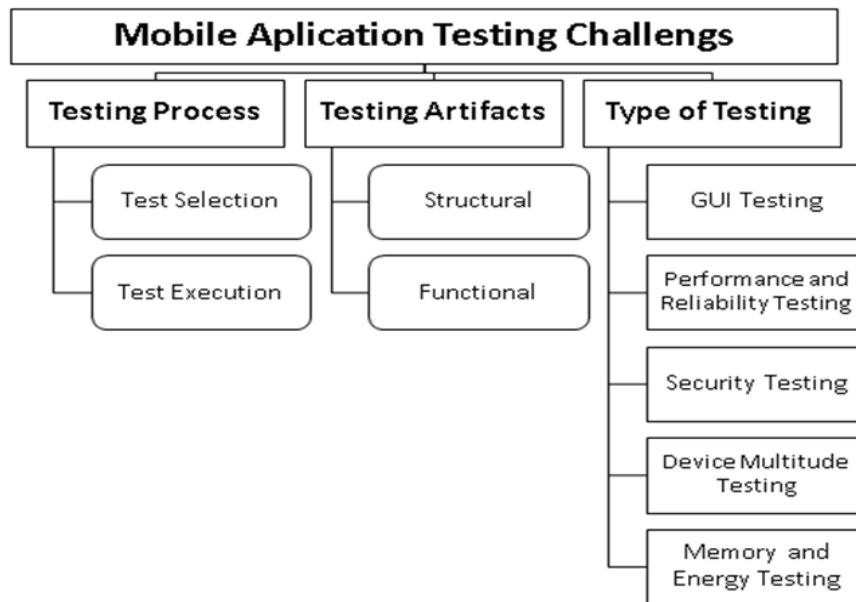 Mobile Aplication Testing Challengs
Testing Process
Test Selection
Test Execution
Testing Artifacts
Structural
Functional
Type of Testing
GUI Testing
Performance and
Reliability Testing
Security Testing
Device Multitude
Testing
Memory and
Energy Testing